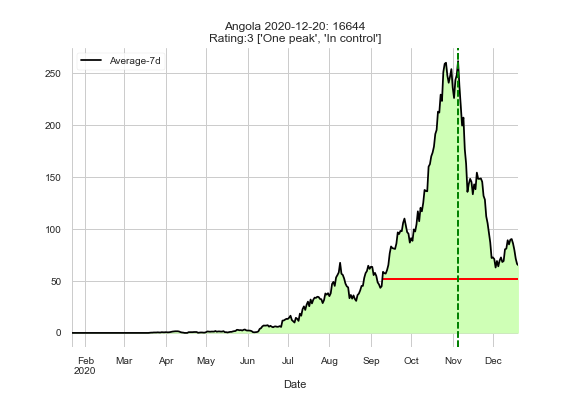 Angola 2020-12-20: 16644
Rating:3 ['One peak', 'In control']
Average-7d
250
200
150
100
50
0
Feb Mar Apr May Jun Jul Aug Sep Oct Nov Dec
2020
Date